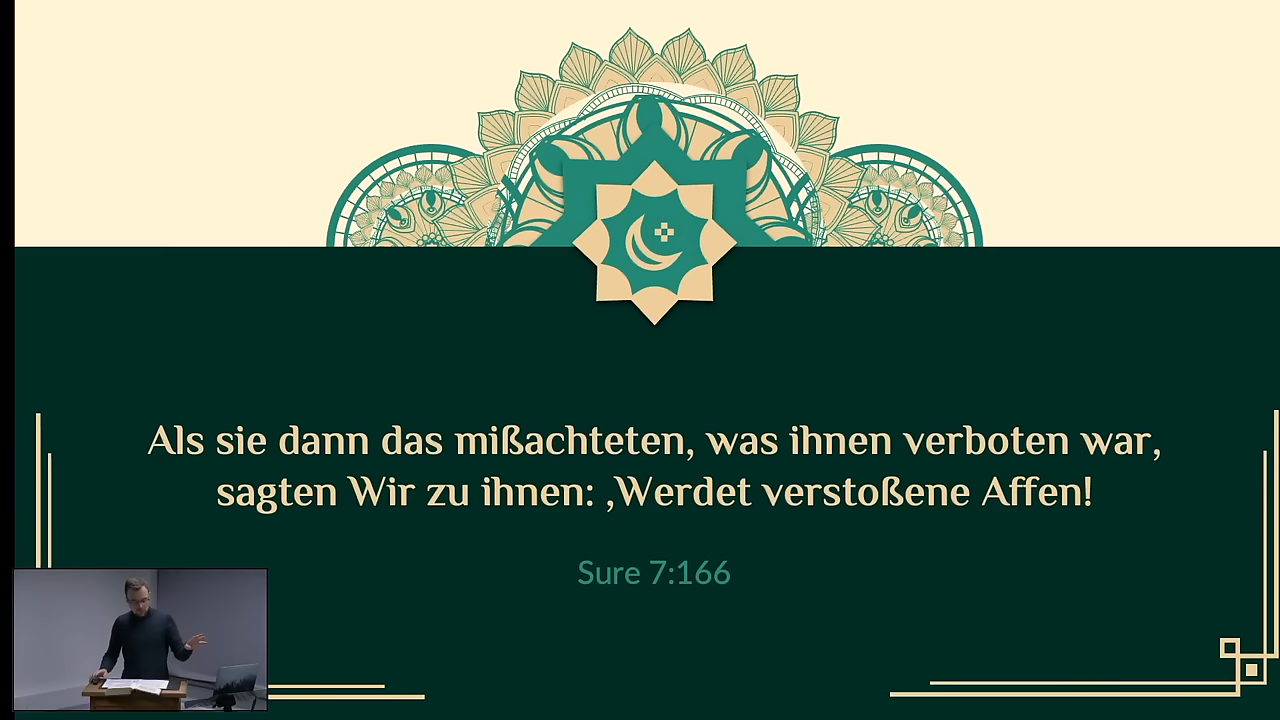 Als sie dann das mißachteten, was ihnen verboten war,
sagten Wir zu ihnen: ‚Werdet verstoßene Affen!
Sure 7:166